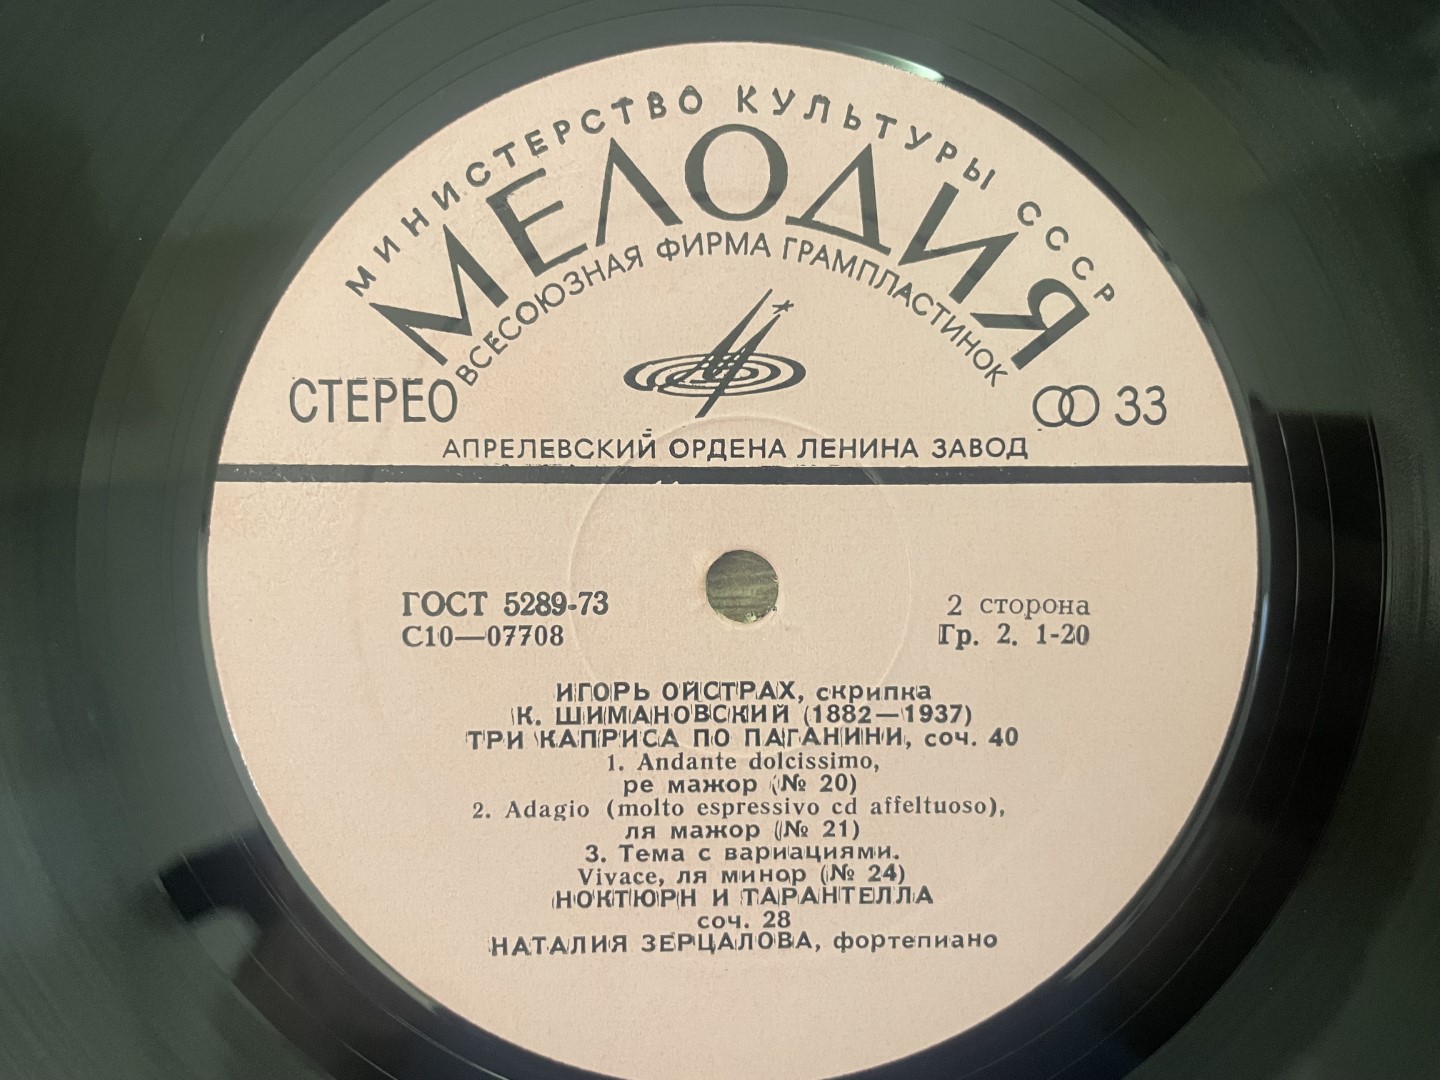 МИНИСТЕРСТВО КУЛЬТУРЫ СССР
МЕЛОДИЯ
ВСЕСОЮЗНАЯ ФИРМА ГРАМПЛАСТИНОК
СТЕРЕО
33
АПРЕЛЕВСКИЙ ОРДЕНА ЛЕНИНА ЗАВОД
ГОСТ 5289-73
2 сторона
С10—07708
Гр. 2. 1-20
ИГОРЬ ОЙСТРАХ, скрипка
К. ШИМАНОВСКИЙ (1882—1937)
ТРИ КАПРИСА ПО ПАГАНИНИ, соч. 40
1. Andante dolcissimo,
ре мажор (№ 20)
2. Adagio (molto espressivo cd affeltuoso),
ля мажор (№ 21)
3. Тема с вариациями.
Vivace, ля минор (№ 24)
НОКТЮРН И ТАРАНТЕЛЛА
соч. 28
НАТАЛИЯ ЗЕРЦАЛОВА, фортепиано